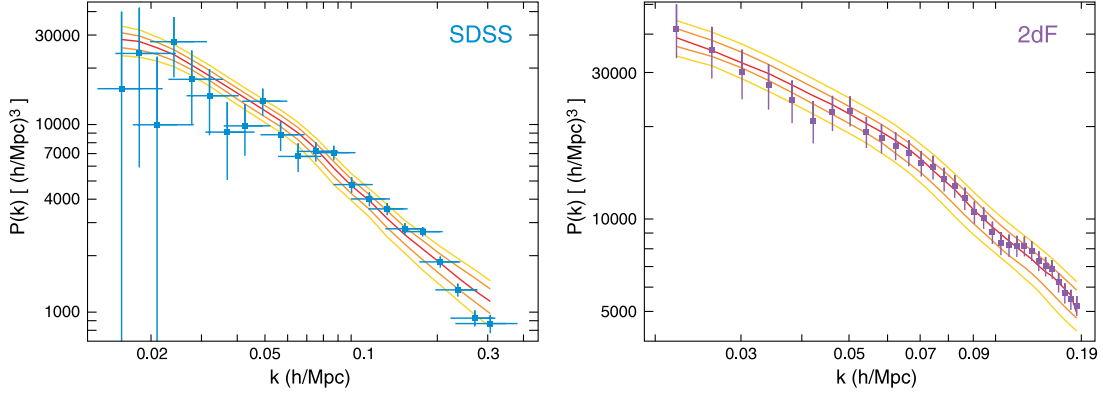 SDSS
P(k) [ (h/Mpc)³ ]
30000
10000
7000
4000
1000
0.02
0.05
0.1
0.3
k (h/Mpc)
2dF
P(k) [ (h/Mpc)³ ]
30000
10000
5000
0.03
0.05
0.07
0.09
0.19
k (h/Mpc)